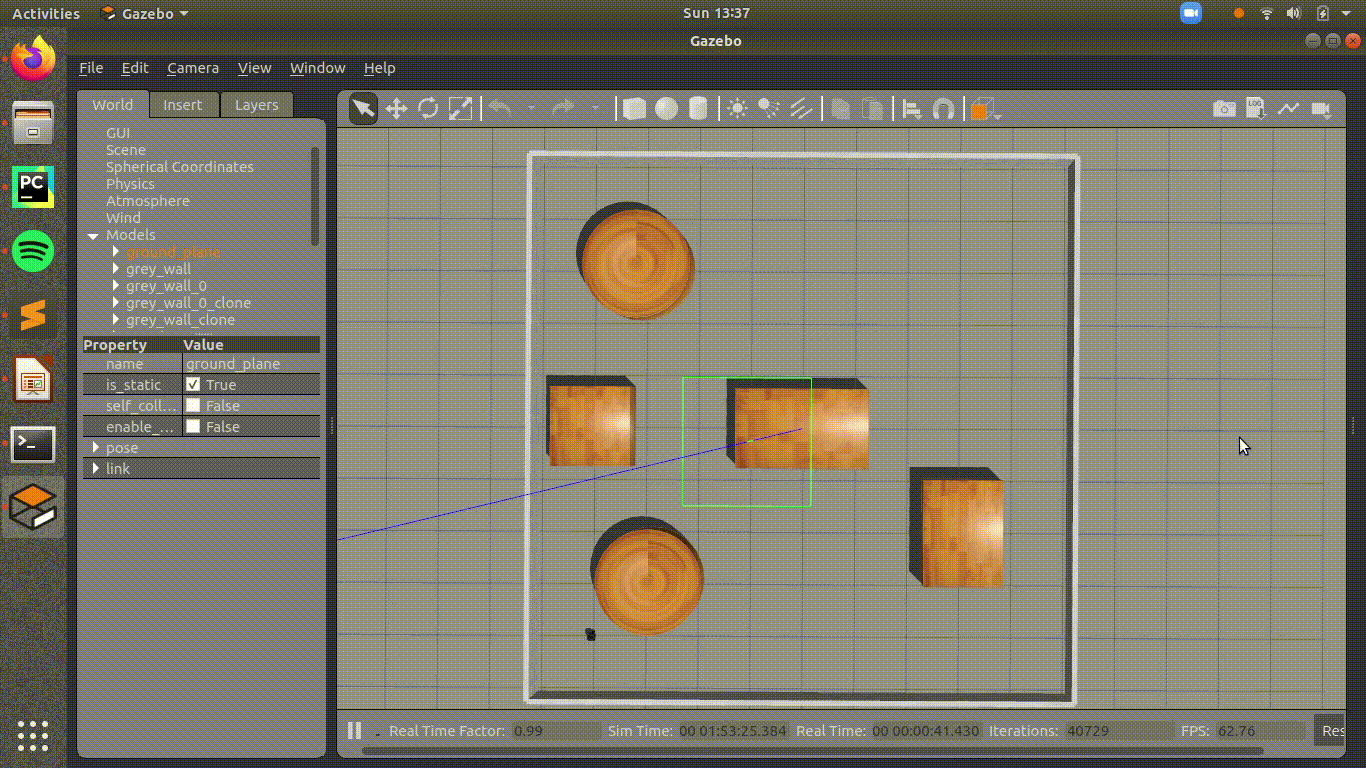 Activities Gazebo Sun 13:37
Gazebo
File Edit Camera View Window Help
World Insert Layers
LOG
GUI
Scene
Spherical Coordinates
Physics
Atmosphere
Wind
Models
ground_plane
grey_wall
grey_wall_0
grey_wall_0_clone
grey_wall_clone
Property Value
name ground_plane
is_static True
self_coll... False
enable_... False
pose
link
PC
Real Time Factor: 0.99 Sim Time: 00 01:53:25.384 Real Time: 00 00:00:41.430 Iterations: 40729 FPS: 62.76 Res